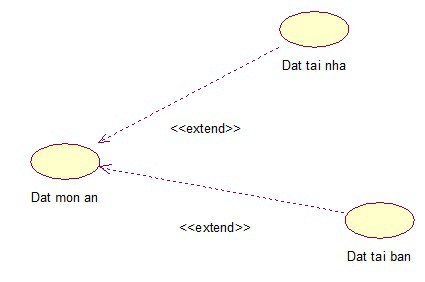 Dat tai nha
<<extend>>
Dat mon an
<<extend>>
Dat tai ban